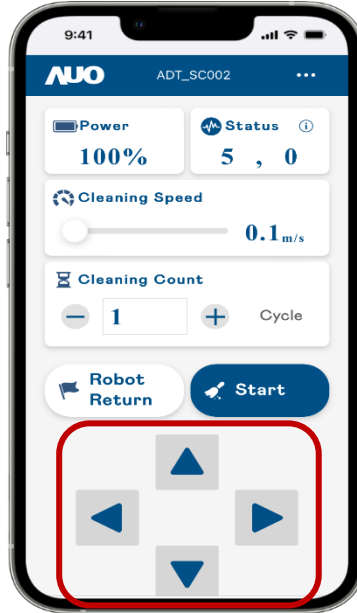 9:41
AUO ADT_SC002 ...
Power
100%
Status i
5 , 0
Cleaning Speed
0.1 m/s
Cleaning Count
1 Cycle
Robot
Return
Start